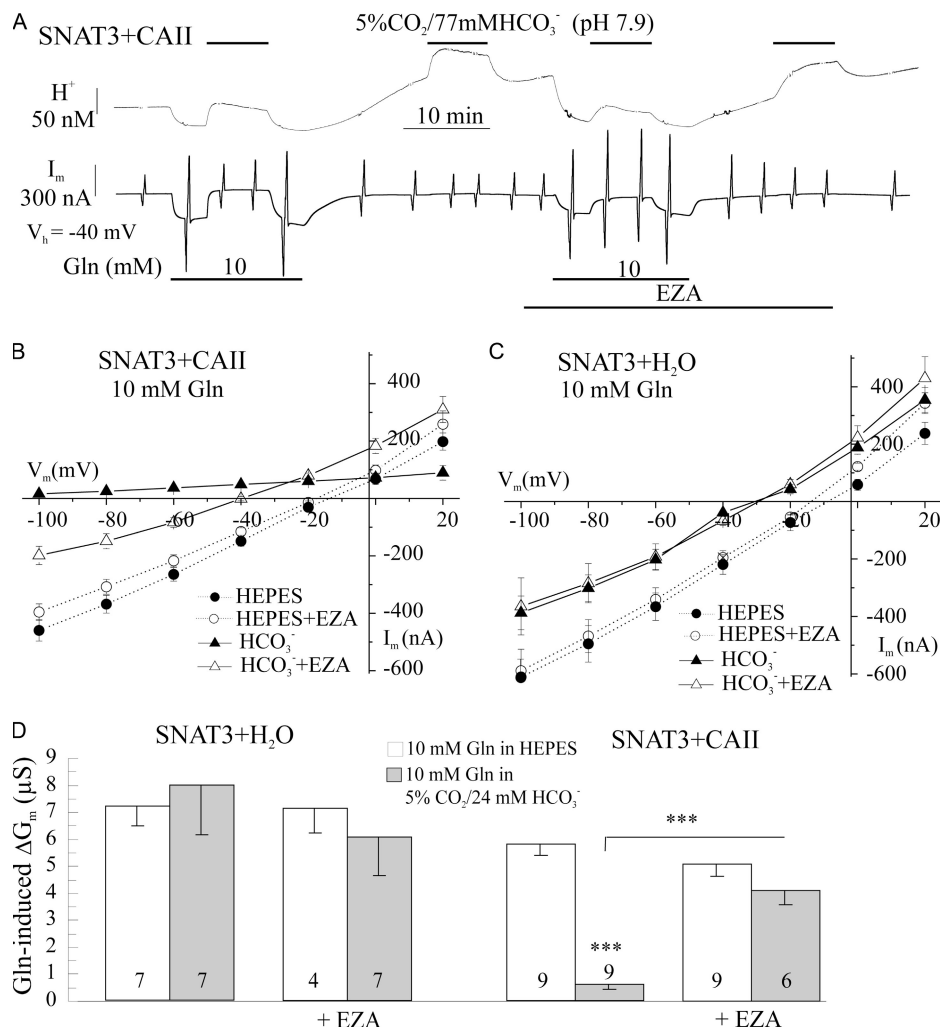 A
SNAT3+CAII
5%CO₂/77mMHCO₃⁻ (pH 7.9)
H⁺
50 nM
10 min
Iₘ
300 nA
Vₕ = -40 mV
Gln (mM)
10
10
EZA
B
SNAT3+CAII
10 mM Gln
400
200
Vₘ(mV)
-100
-80
-60
-40
-20
20
-200
-400
-600
Iₘ(nA)
HEPES
HEPES+EZA
HCO₃⁻
HCO₃⁻+EZA
C
SNAT3+H₂O
10 mM Gln
400
200
Vₘ(mV)
-100
-80
-60
-40
-20
20
-200
-400
-600
Iₘ(nA)
HEPES
HEPES+EZA
HCO₃⁻
HCO₃⁻+EZA
D
SNAT3+H₂O
SNAT3+CAII
10 mM Gln in HEPES
10 mM Gln in
5% CO₂/24 mM HCO₃⁻
Gln-induced ΔGₘ (µS)
9
8
7
6
5
4
3
2
1
0
***
***
7
7
4
7
9
9
9
6
+ EZA
+ EZA